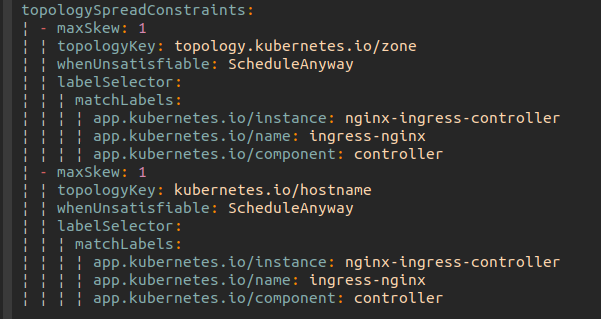 topologySpreadConstraints:
- maxSkew: 1
topologyKey: topology.kubernetes.io/zone
whenUnsatisfiable: ScheduleAnyway
labelSelector:
matchLabels:
app.kubernetes.io/instance: nginx-ingress-controller
app.kubernetes.io/name: ingress-nginx
app.kubernetes.io/component: controller
- maxSkew: 1
topologyKey: kubernetes.io/hostname
whenUnsatisfiable: ScheduleAnyway
labelSelector:
matchLabels:
app.kubernetes.io/instance: nginx-ingress-controller
app.kubernetes.io/name: ingress-nginx
app.kubernetes.io/component: controller